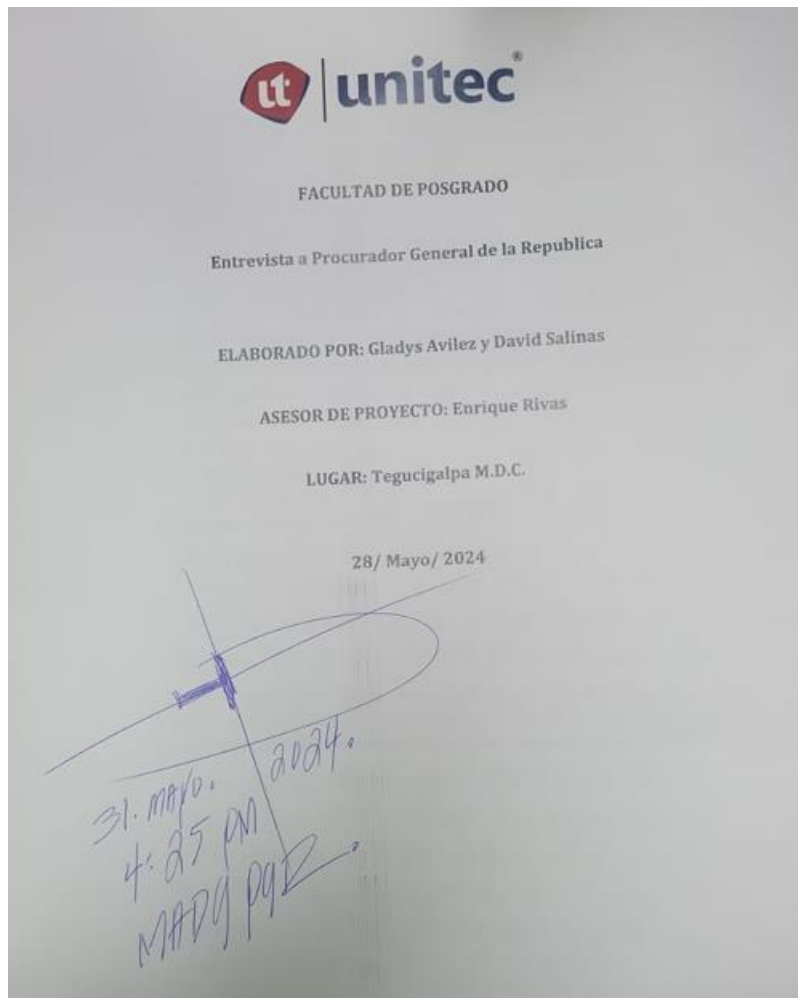 ut unitec®
FACULTAD DE POSGRADO
Entrevista a Procurador General de la Republica
ELABORADO POR: Gladys Avilez y David Salinas
ASESOR DE PROYECTO: Enrique Rivas
LUGAR: Tegucigalpa M.D.C.
28/ Mayo/ 2024
31. MAYO. 2024.
4:25 PM